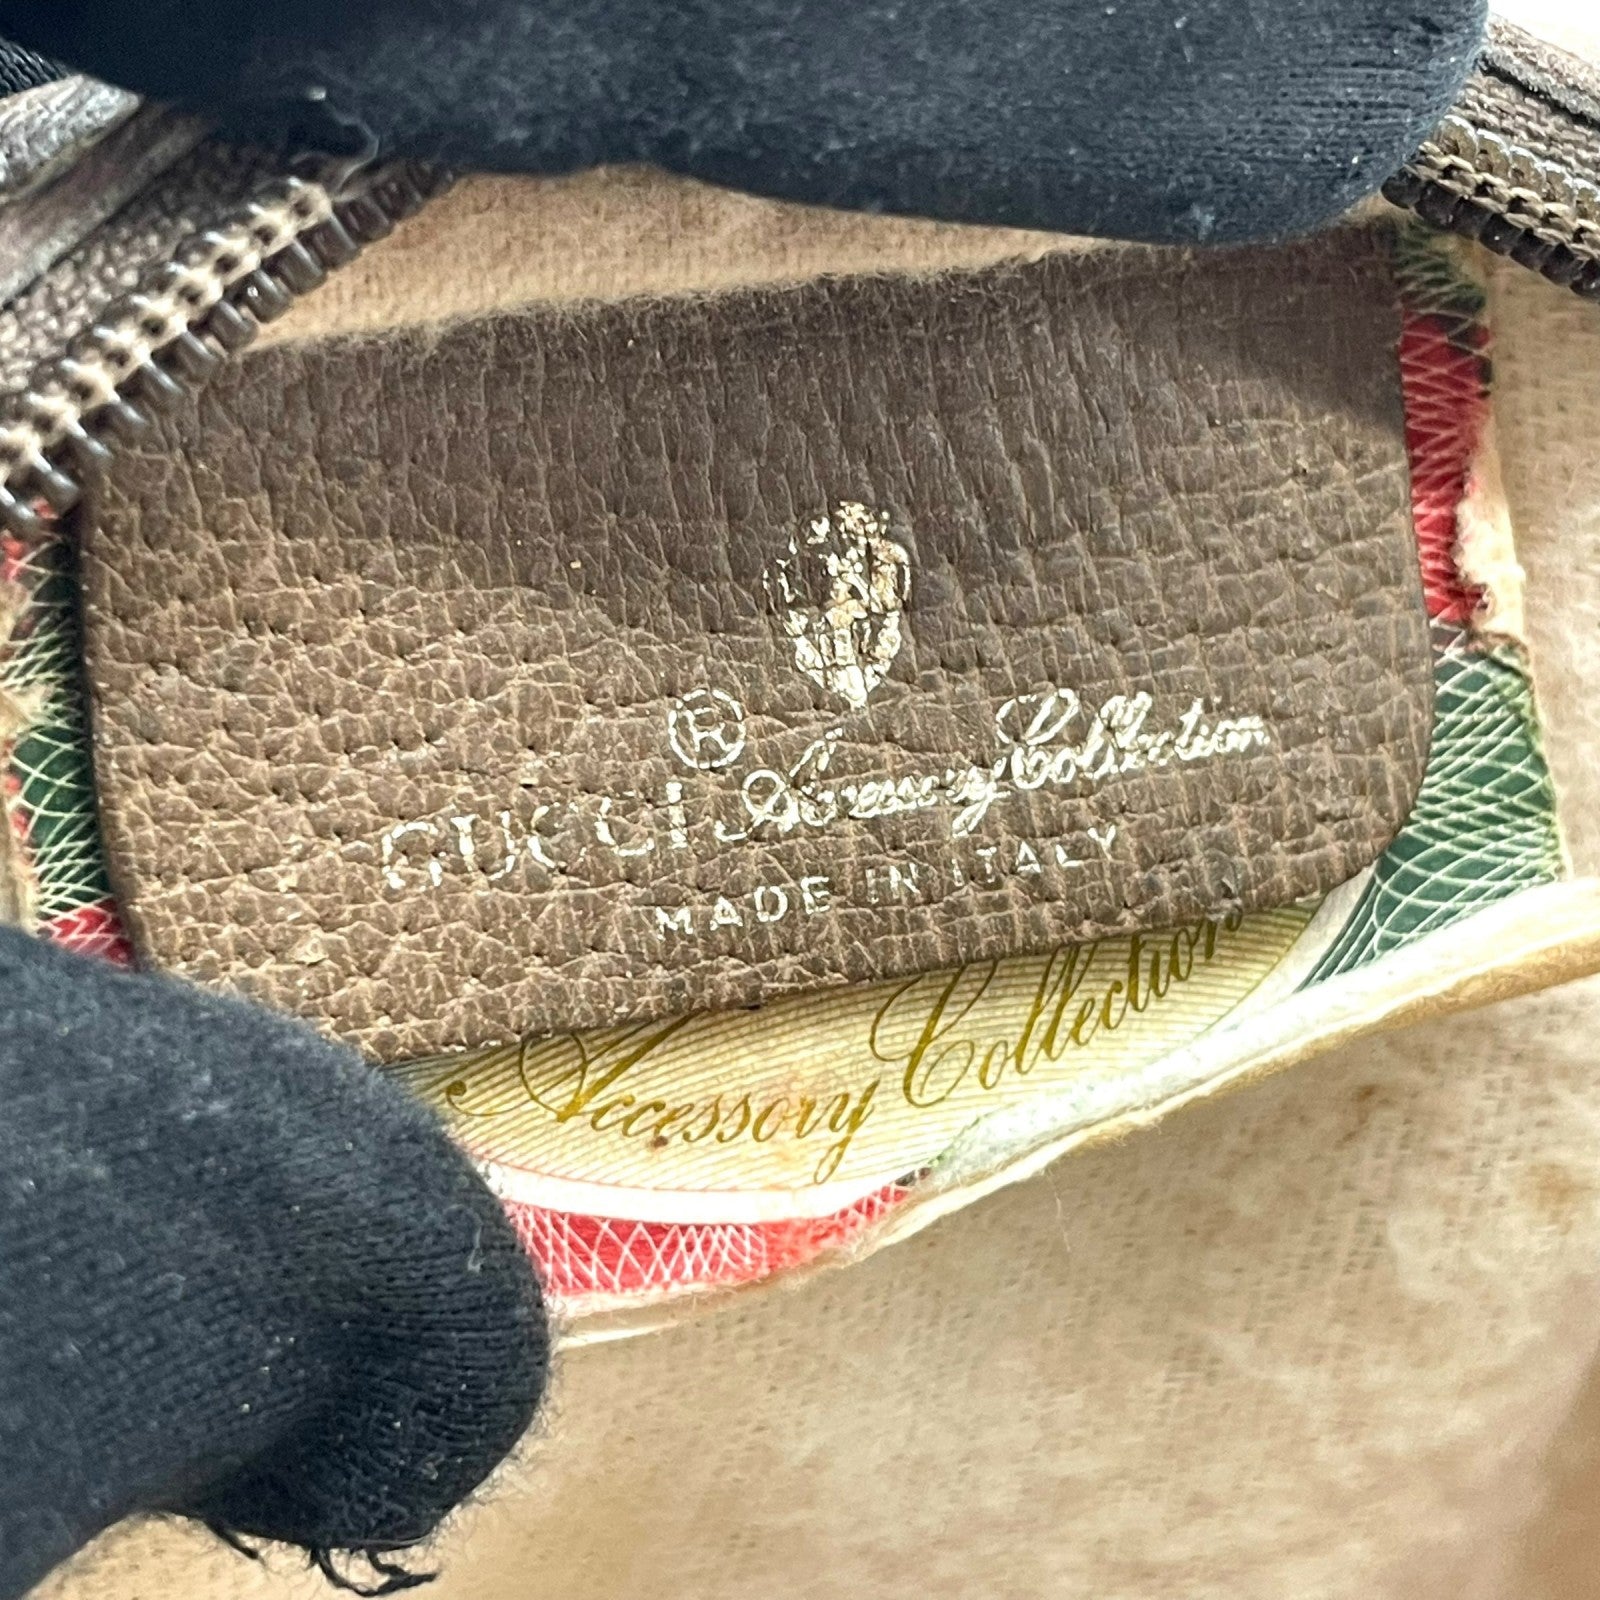 ® 
GUCCI Accessory Collection
MADE IN ITALY
Accessory Collection